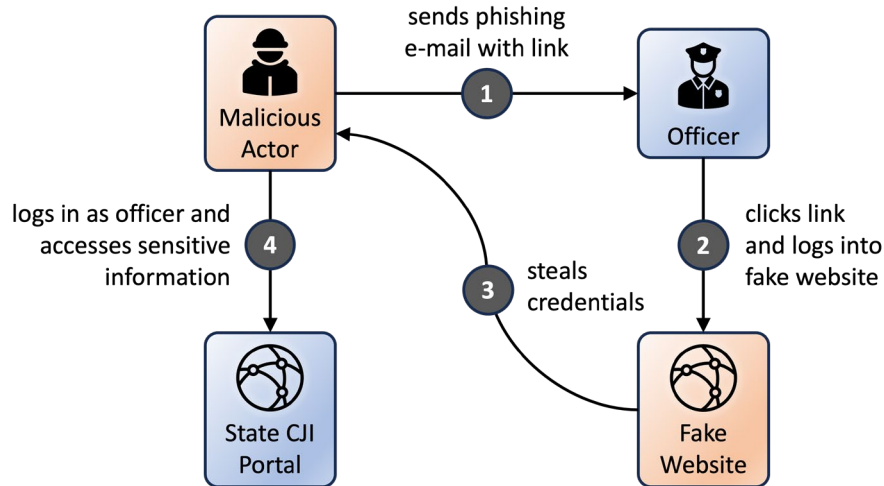 sends phishing
e-mail with link
1
Malicious
Actor
Officer
logs in as officer and
accesses sensitive
information
4
2
clicks link
and logs into
fake website
3
steals
credentials
State CJI
Portal
Fake
Website